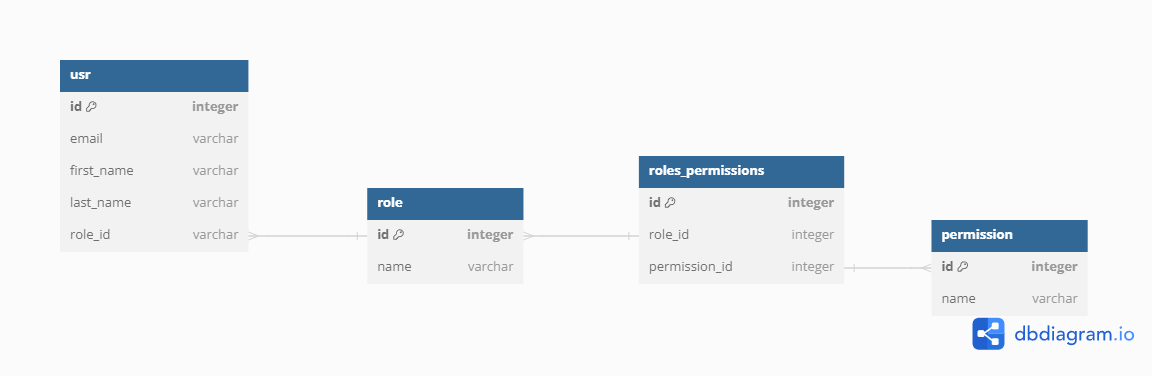 usr
id integer
email varchar
first_name varchar
last_name varchar
role_id varchar
role
id integer
name varchar
roles_permissions
id integer
role_id integer
permission_id integer
permission
id integer
name varchar
dbdiagram.io